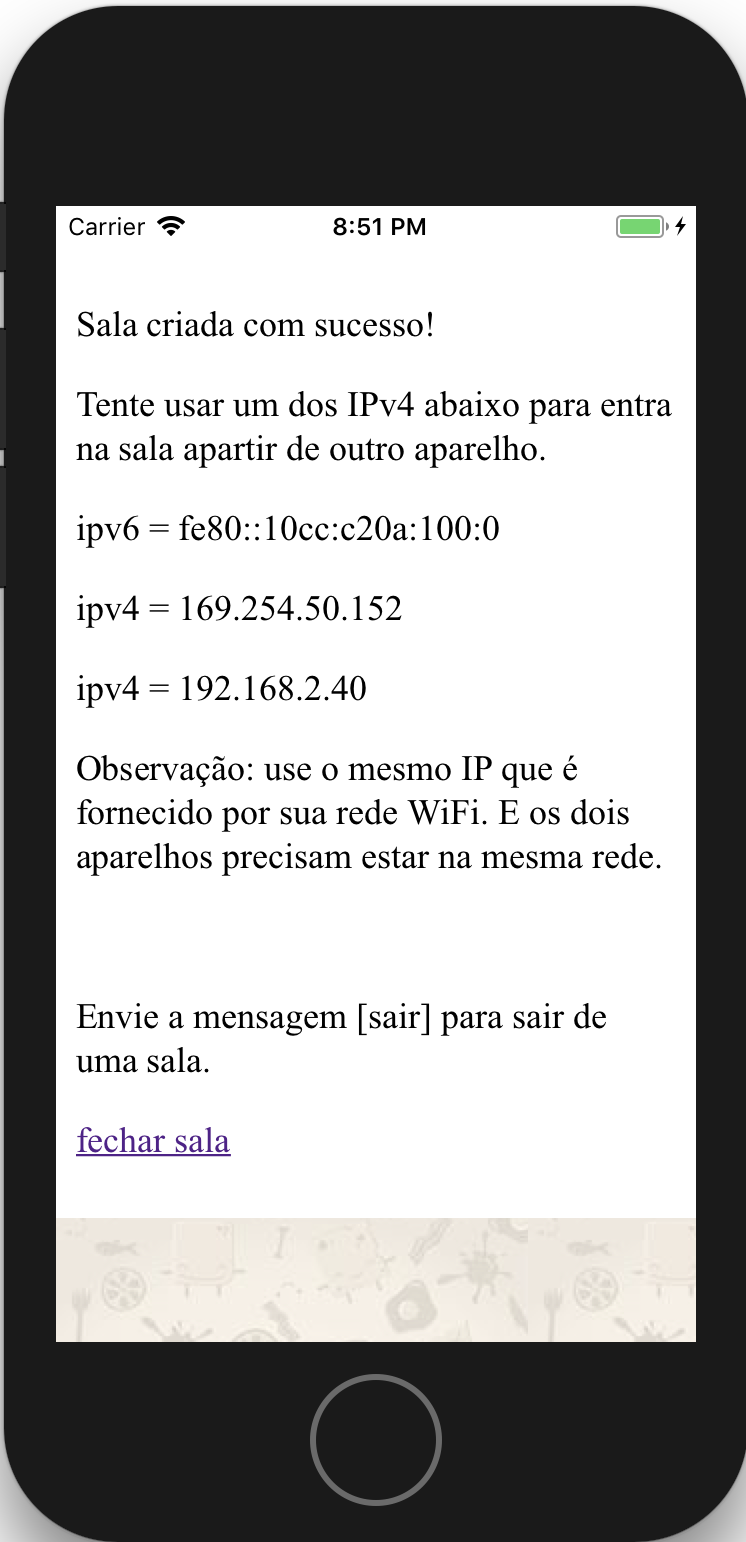 Carrier 8:51 PM
Sala criada com sucesso!
Tente usar um dos IPv4 abaixo para entra
na sala apartir de outro aparelho.
ipv6 = fe80::10cc:c20a:100:0
ipv4 = 169.254.50.152
ipv4 = 192.168.2.40
Observação: use o mesmo IP que é
fornecido por sua rede WiFi. E os dois
aparelhos precisam estar na mesma rede.
Envie a mensagem [sair] para sair de
uma sala.
fechar sala